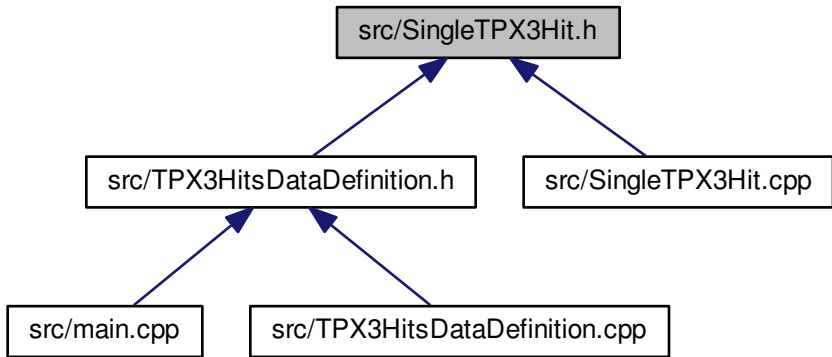 src/SingleTPX3Hit.h
src/TPX3HitsDataDefinition.h
src/SingleTPX3Hit.cpp
src/main.cpp
src/TPX3HitsDataDefinition.cpp